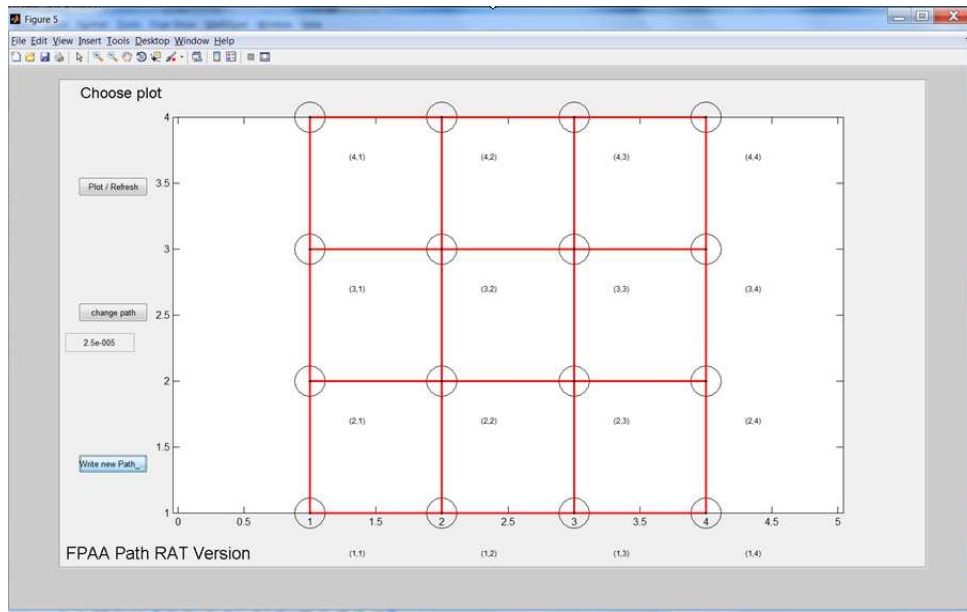 Figure 5
File Edit View Insert Tools Desktop Window Help
Choose plot
4
(4,1) (4,2) (4,3) (4,4)
Plot / Refresh
3.5
3
(3,1) (3,2) (3,3) (3,4)
change path
2.5
2.5e-005
2
(2,1) (2,2) (2,3) (2,4)
1.5
Write new Path_
1
0 0.5 1 1.5 2 2.5 3 3.5 4 4.5 5
FPAA Path RAT Version
(1,1) (1,2) (1,3) (1,4)